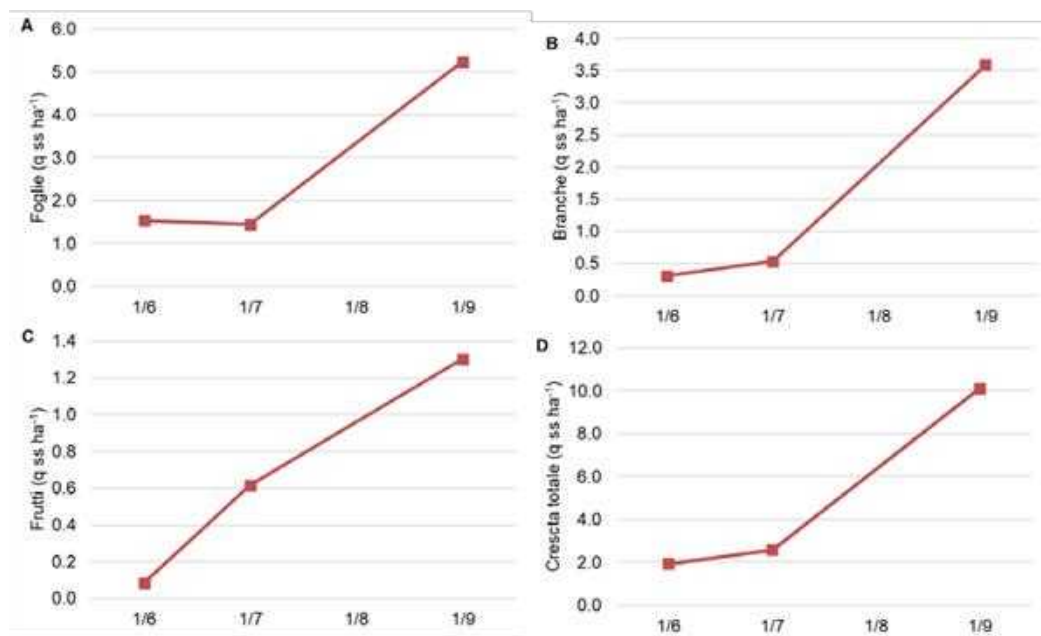 A
Foglie (q ss ha⁻¹)
6.0
5.0
4.0
3.0
2.0
1.0
0.0
1/6 1/7 1/8 1/9
B
Branche (q ss ha⁻¹)
4.0
3.5
3.0
2.5
2.0
1.5
1.0
0.5
0.0
1/6 1/7 1/8 1/9
C
Frutti (q ss ha⁻¹)
1.4
1.2
1.0
0.8
0.6
0.4
0.2
0.0
1/6 1/7 1/8 1/9
D
Crescta totale (q ss ha⁻¹)
12.0
10.0
8.0
6.0
4.0
2.0
0.0
1/6 1/7 1/8 1/9